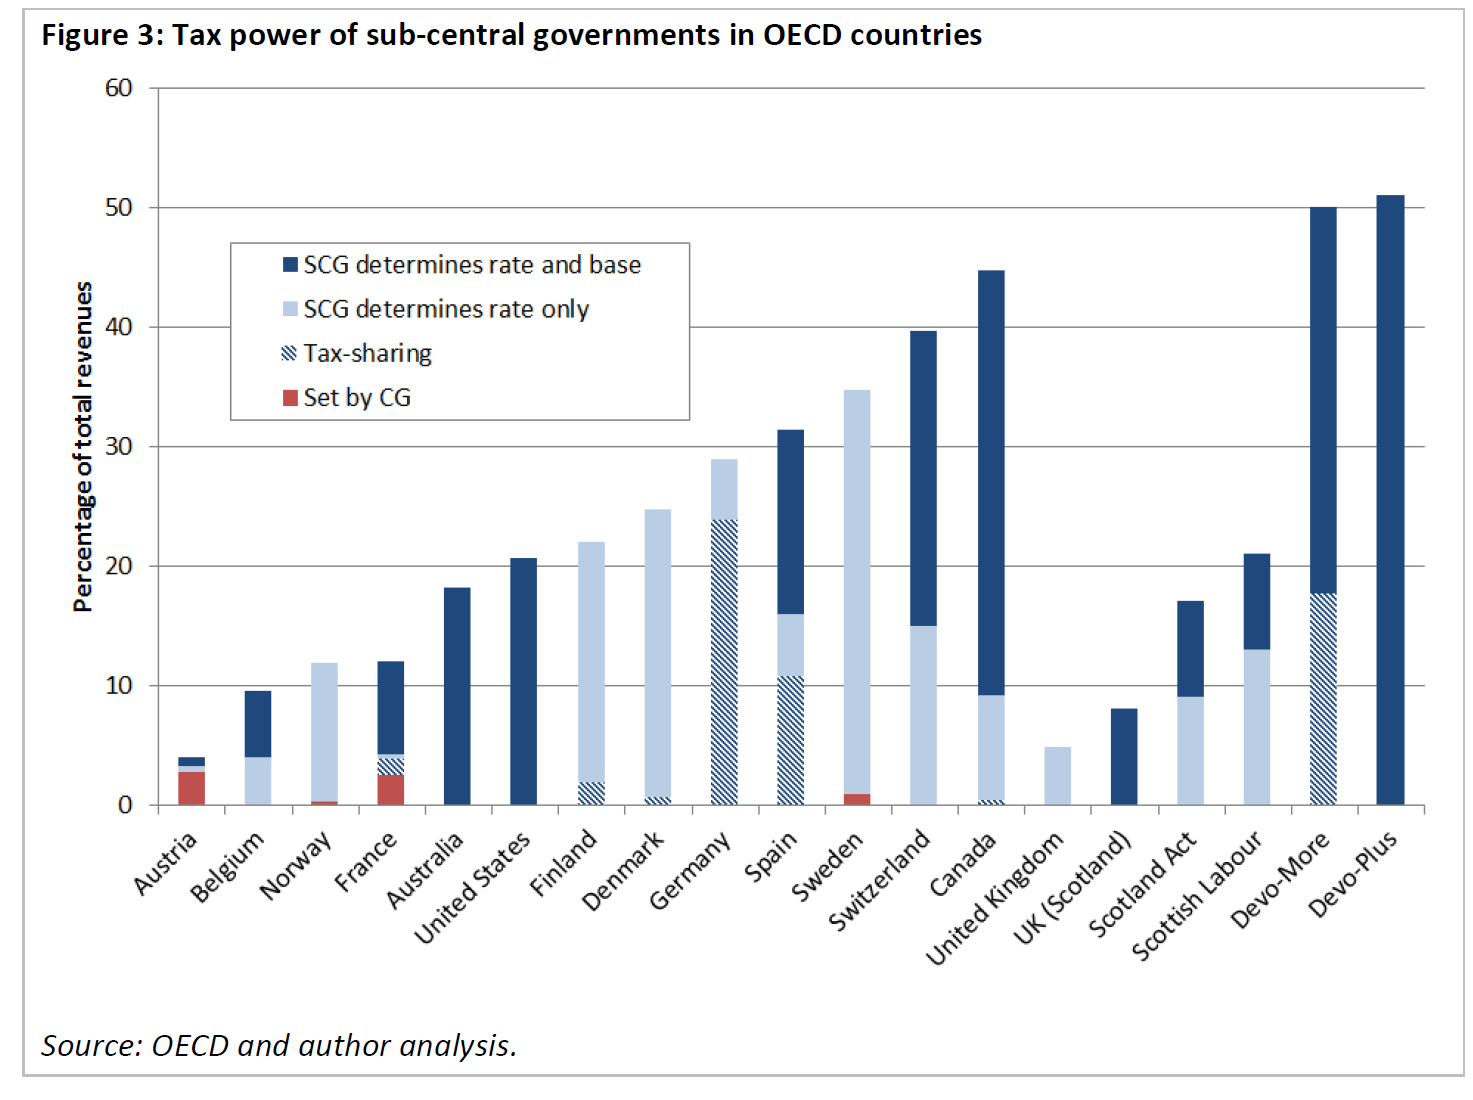 Figure 3: Tax power of sub-central governments in OECD countries
60
50
40
30
20
10
0
Percentage of total revenues
SCG determines rate and base
SCG determines rate only
Tax-sharing
Set by CG
Austria
Belgium
Norway
France
Australia
United States
Finland
Denmark
Germany
Spain
Sweden
Switzerland
Canada
United Kingdom
UK (Scotland)
Scotland Act
Scottish Labour
Devo-More
Devo-Plus
Source: OECD and author analysis.